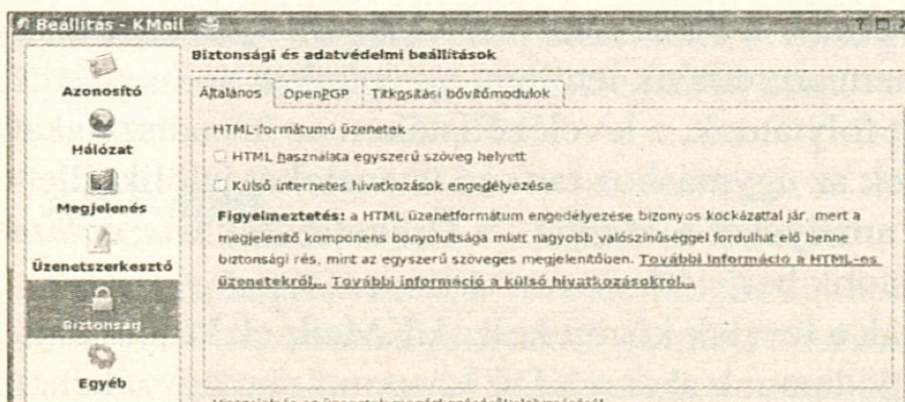 Beállítás - KMail
Biztonsági és adatvédelmi beállítások
Azonosító
Hálózat
Megjelenés
Üzenetszerkesztő
Biztonság
Egyéb
Általános OpenPGP Titkosítási bővítőmodulok
HTML-formátumú üzenetek
HTML használata egyszerű szöveg helyett
Külső internetes hivatkozások engedélyezése
Figyelmeztetés: a HTML üzenetformátum engedélyezése bizonyos kockázattal jár, mert a
megjelenítő komponens bonyolultsága miatt nagyobb valószínűséggel fordulhat elő benne
biztonsági rés, mint az egyszerű szöveges megjelenítőben. További információ a HTML-es
üzenetekről... További információ a külső hivatkozásokról...